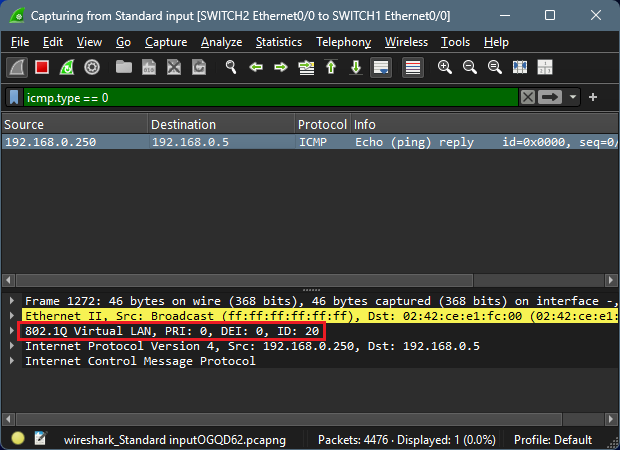 Capturing from Standard input [SWITCH2 Ethernet0/0 to SWITCH1 Ethernet0/0]
File Edit View Go Capture Analyze Statistics Telephony Wireless Tools Help
icmp.type == 0
Source Destination Protocol Info
192.168.0.250 192.168.0.5 ICMP Echo (ping) reply id=0x0000, seq=0/
Frame 1272: 46 bytes on wire (368 bits), 46 bytes captured (368 bits) on interface -,
Ethernet II, Src: Broadcast (ff:ff:ff:ff:ff:ff), Dst: 02:42:ce:e1:fc:00 (02:42:ce:e1:
802.1Q Virtual LAN, PRI: 0, DEI: 0, ID: 20
Internet Protocol Version 4, Src: 192.168.0.250, Dst: 192.168.0.5
Internet Control Message Protocol
wireshark_Standard inputOGQD62.pcapng Packets: 4476 · Displayed: 1 (0.0%) Profile: Default